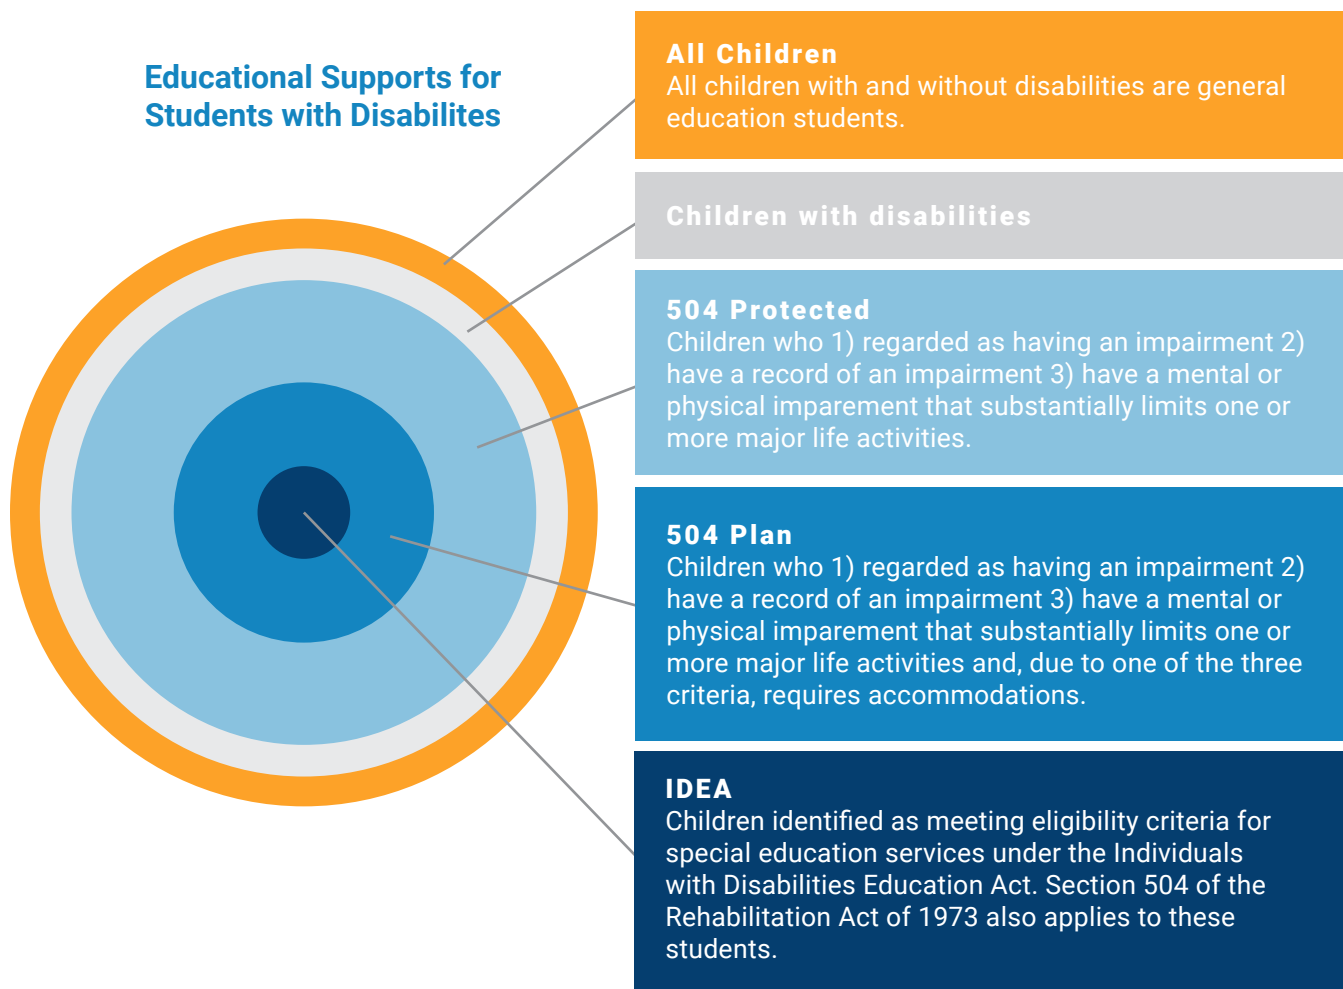 Educational Supports for
Students with Disabilites
All Children
All children with and without disabilities are general
education students.
Children with disabilities
504 Protected
Children who 1) regarded as having an impairment 2)
have a record of an impairment 3) have a mental or
physical imparement that substantially limits one or
more major life activities.
504 Plan
Children who 1) regarded as having an impairment 2)
have a record of an impairment 3) have a mental or
physical imparement that substantially limits one or
more major life activities and, due to one of the three
criteria, requires accommodations.
IDEA
Children identified as meeting eligibility criteria for
special education services under the Individuals
with Disabilities Education Act. Section 504 of the
Rehabilitation Act of 1973 also applies to these
students.